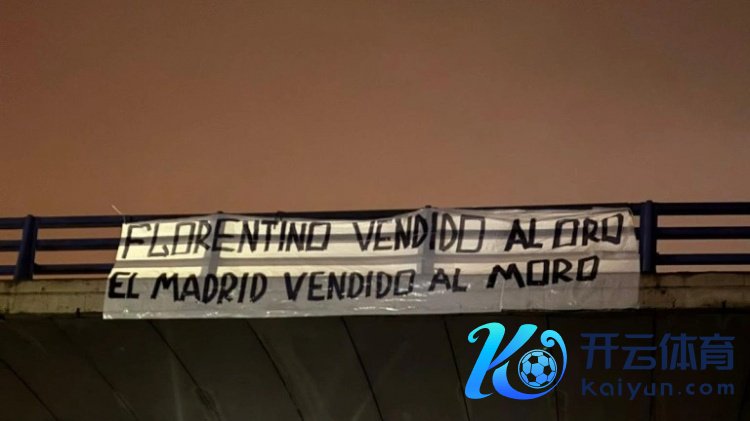 FLORENTINO VENDIDO AL ORO
EL MADRID VENDIDO AL MORO
开云体育
kaiyun.com